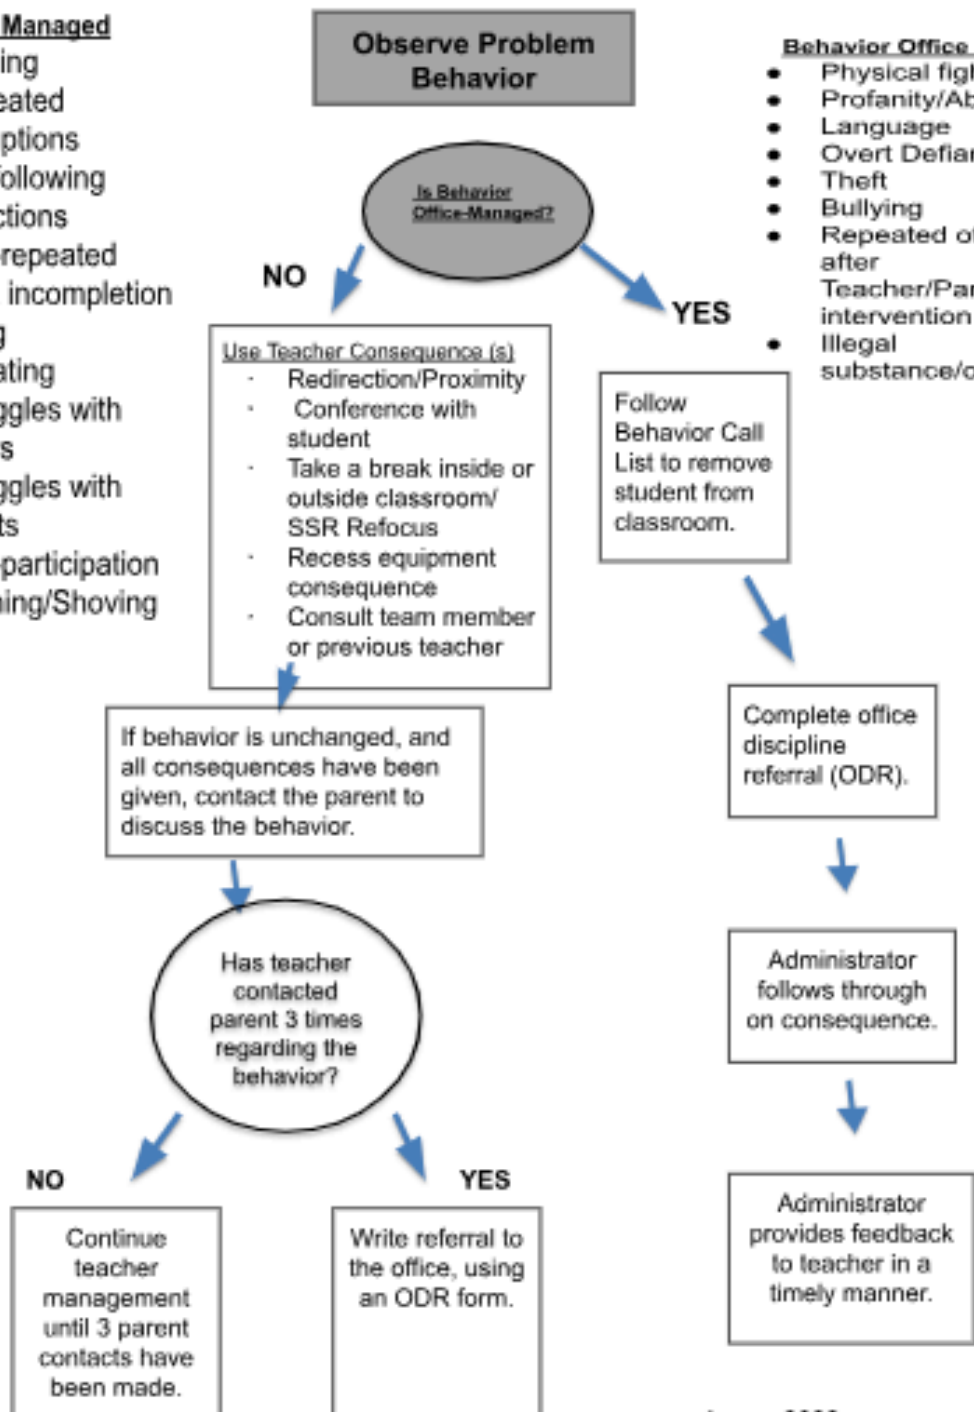 Managed
ing
eated
ptions
ollowing
ctions
repeated
incompletion
g
ating
ggles with
s
ggles with
ts
participation
ning/Shoving
Observe Problem
Behavior
Is Behavior
Office-Managed?
NO
YES
Behavior Office
● Physical figh
● Profanity/Ab
● Language
● Overt Defian
● Theft
● Bullying
● Repeated of
after
Teacher/Par
intervention
● Illegal
substance/o
Use Teacher Consequence (s)
· Redirection/Proximity
· Conference with
student
· Take a break inside or
outside classroom/
SSR Refocus
· Recess equipment
consequence
· Consult team member
or previous teacher
Follow
Behavior Call
List to remove
student from
classroom.
If behavior is unchanged, and
all consequences have been
given, contact the parent to
discuss the behavior.
Complete office
discipline
referral (ODR).
Has teacher
contacted
parent 3 times
regarding the
behavior?
Administrator
follows through
on consequence.
NO
YES
Continue
teacher
management
until 3 parent
contacts have
been made.
Write referral to
the office, using
an ODR form.
Administrator
provides feedback
to teacher in a
timely manner.